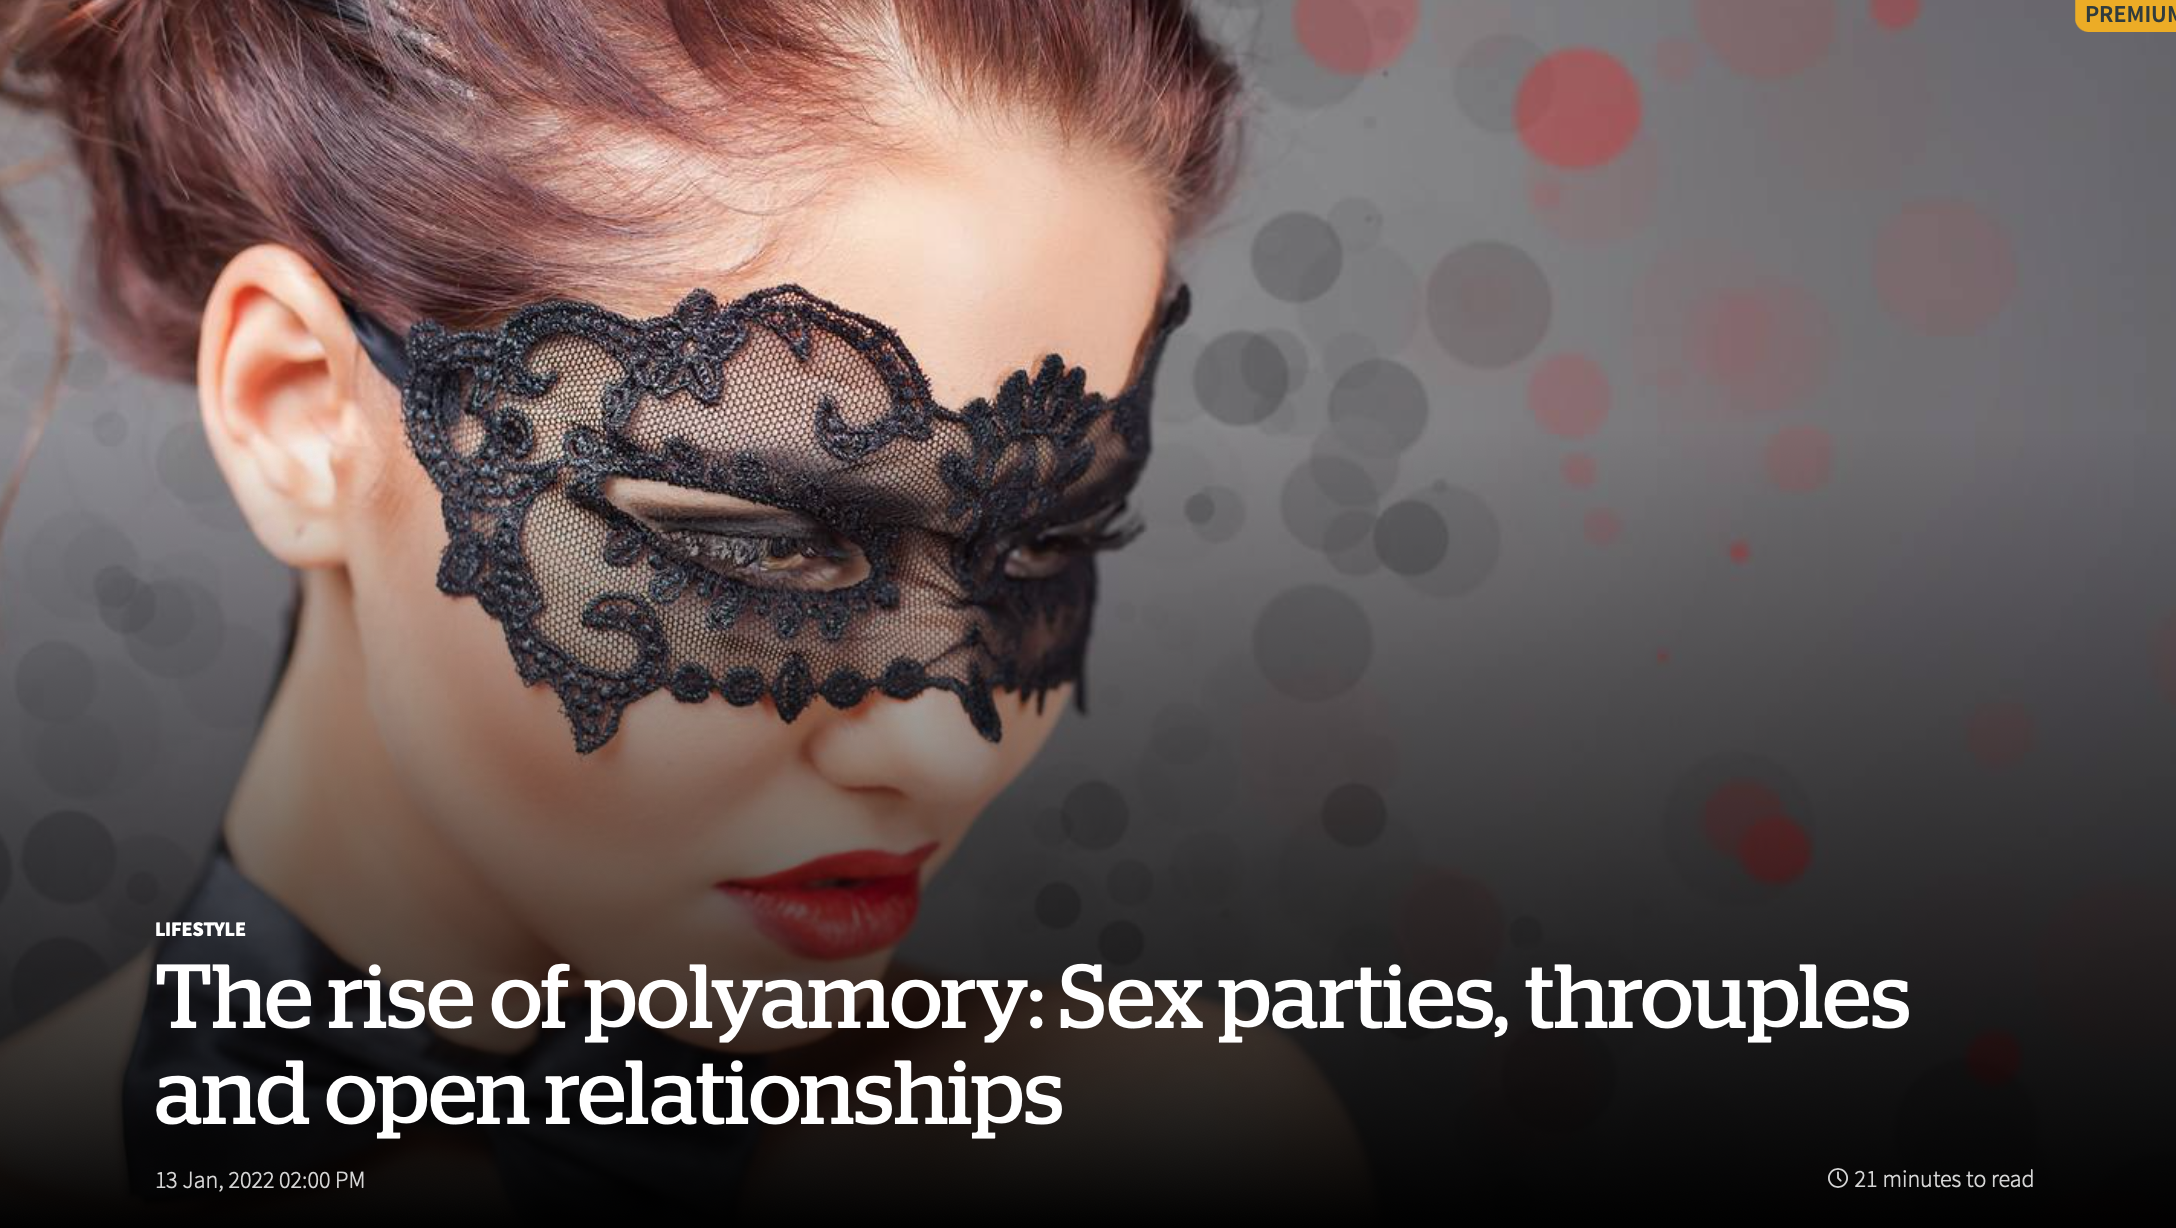 PREMIUM
LIFESTYLE
The rise of polyamory: Sex parties, throuples
and open relationships
13 Jan, 2022 02:00 PM
21 minutes to read